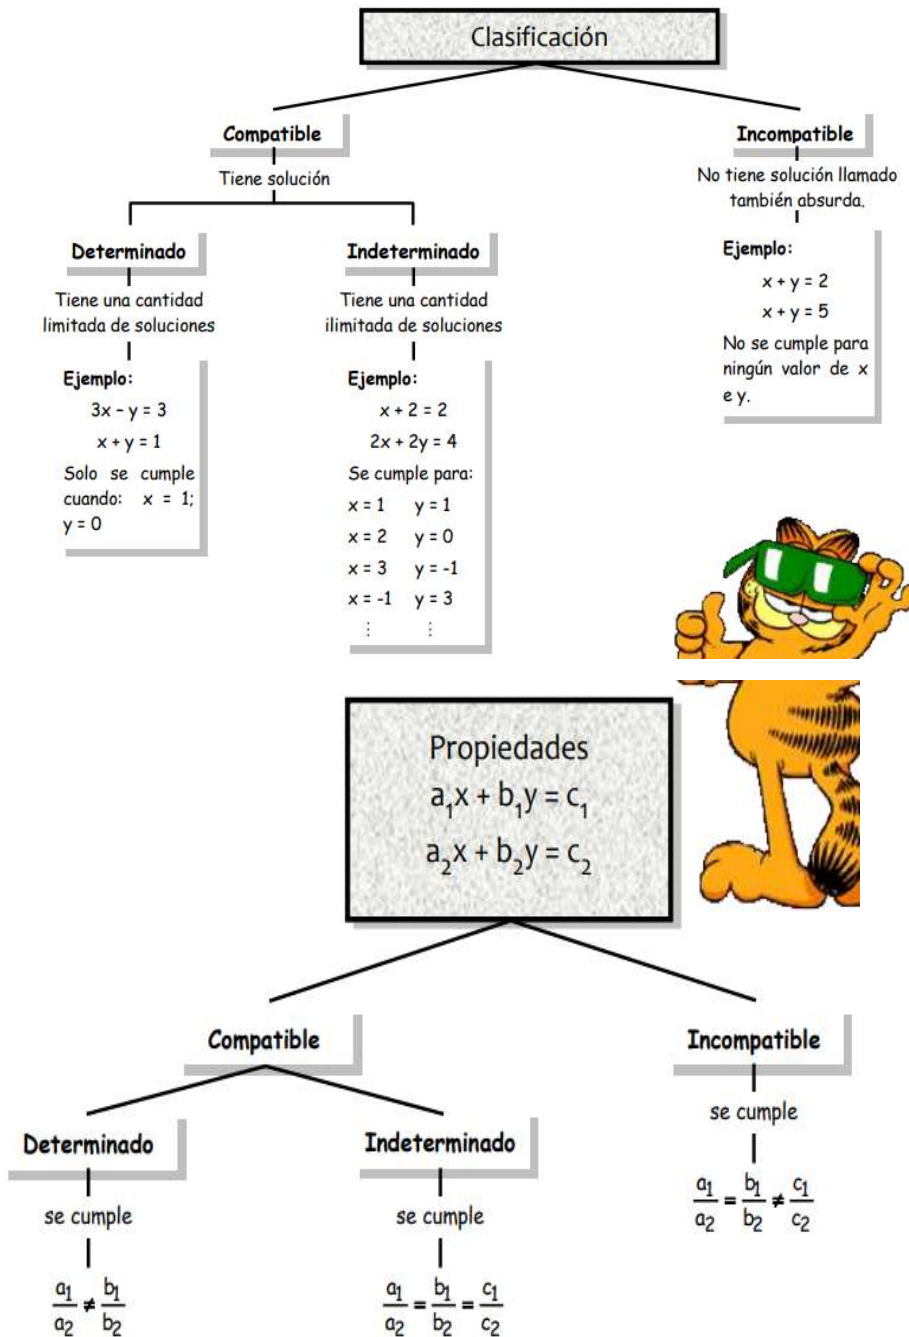 Clasificación
Compatible
Tiene solución
Determinado
Tiene una cantidad
limitada de soluciones
Ejemplo:
3x – y = 3
x + y = 1
Solo se cumple
cuando: x = 1;
y = 0
Indeterminado
Tiene una cantidad
ilimitada de soluciones
Ejemplo:
x + 2 = 2
2x + 2y = 4
Se cumple para:
x = 1 y = 1
x = 2 y = 0
x = 3 y = -1
x = -1 y = 3
⋮ ⋮
Incompatible
No tiene solución llamado
también absurda.
Ejemplo:
x + y = 2
x + y = 5
No se cumple para
ningún valor de x
e y.
Propiedades
a₁x + b₁y = c₁
a₂x + b₂y = c₂
Compatible
Determinado
se cumple
a₁/a₂ ≠ b₁/b₂
Indeterminado
se cumple
a₁/a₂ = b₁/b₂ = c₁/c₂
Incompatible
se cumple
a₁/a₂ = b₁/b₂ ≠ c₁/c₂